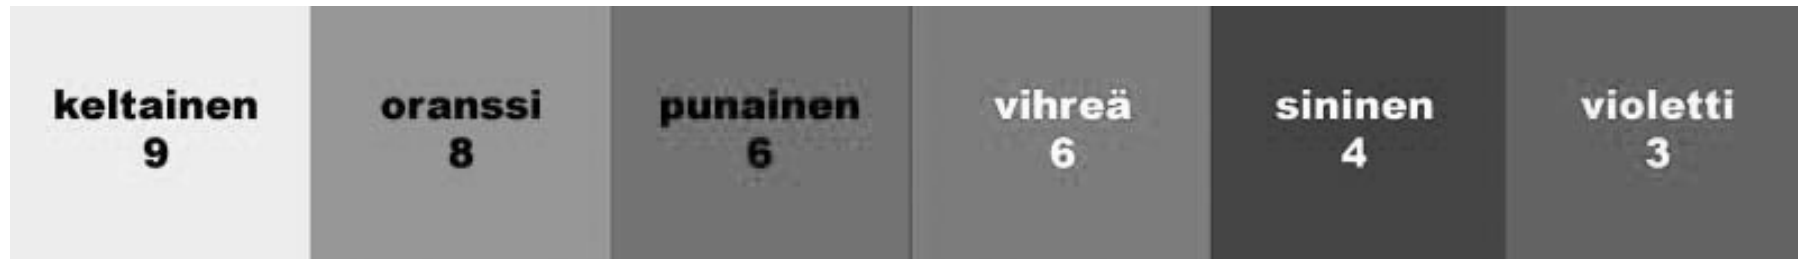 keltainen oranssi punainen vihreä sininen violetti
9 8 6 6 4 3